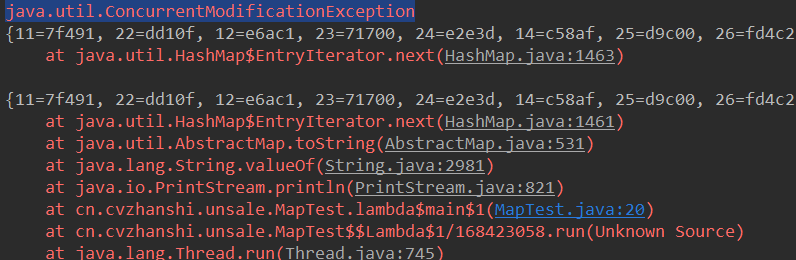 java.util.ConcurrentModificationException
{11=7f491, 22=dd10f, 12=e6ac1, 23=71700, 24=e2e3d, 14=c58af, 25=d9c00, 26=fd4c2
at java.util.HashMap$EntryIterator.next(HashMap.java:1463)
{11=7f491, 22=dd10f, 12=e6ac1, 23=71700, 24=e2e3d, 14=c58af, 25=d9c00, 26=fd4c2
at java.util.HashMap$EntryIterator.next(HashMap.java:1461)
at java.util.AbstractMap.toString(AbstractMap.java:531)
at java.lang.String.valueOf(String.java:2981)
at java.io.PrintStream.println(PrintStream.java:821)
at cn.cvzhanshi.unsale.MapTest.lambda$main$1(MapTest.java:20)
at cn.cvzhanshi.unsale.MapTest$$Lambda$1/168423058.run(Unknown Source)
at java.lang.Thread.run(Thread.java:745)